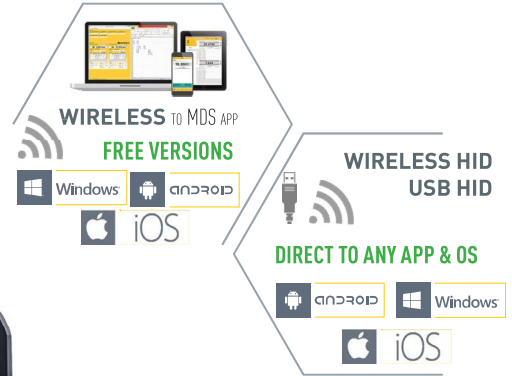 WIRELESS TO MDS APP
FREE VERSIONS
Windows
android
iOS
WIRELESS HID
USB HID
DIRECT TO ANY APP & OS
android
Windows
iOS